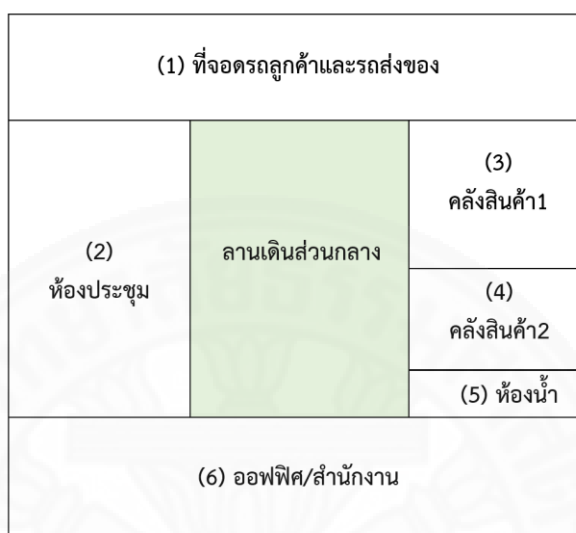 (1) ที่จอดรถลูกค้าและรถส่งของ
(2)
ห้องประชุม
ลานเดินส่วนกลาง
(3)
คลังสินค้า1
(4)
คลังสินค้า2
(5) ห้องน้ำ
(6) ออฟฟิศ/สำนักงาน